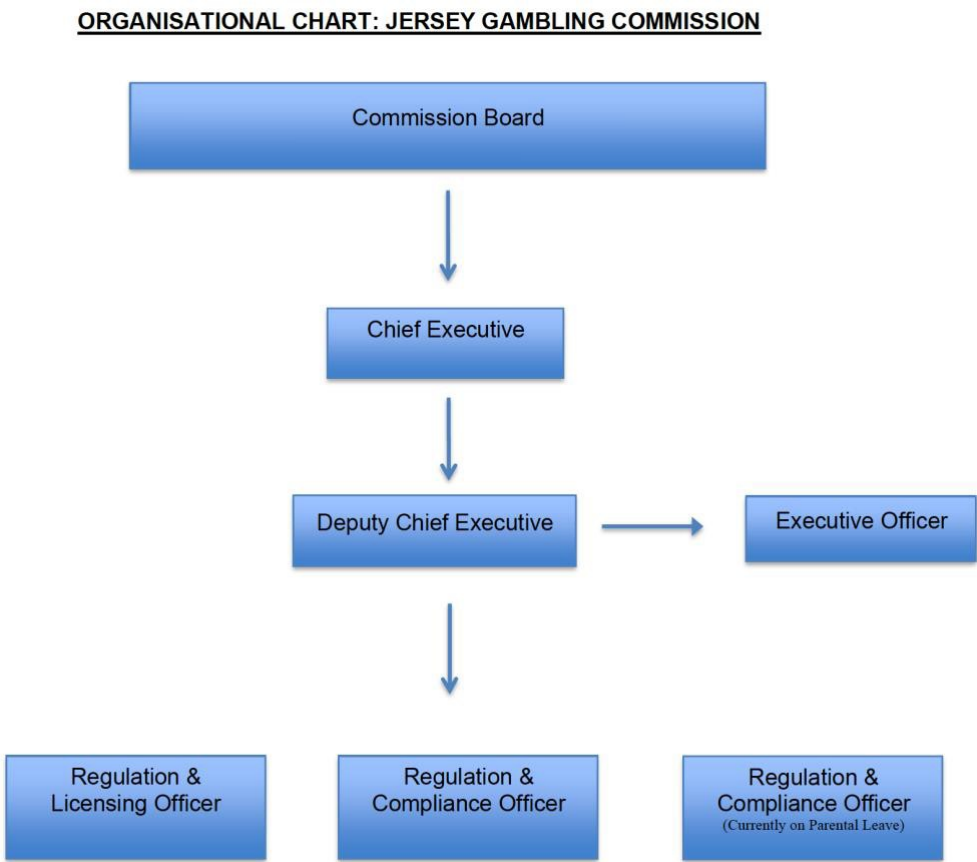 ORGANISATIONAL CHART: JERSEY GAMBLING COMMISSION
Commission Board
Chief Executive
Deputy Chief Executive
Executive Officer
Regulation &
Licensing Officer
Regulation &
Compliance Officer
Regulation &
Compliance Officer
(Currently on Parental Leave)